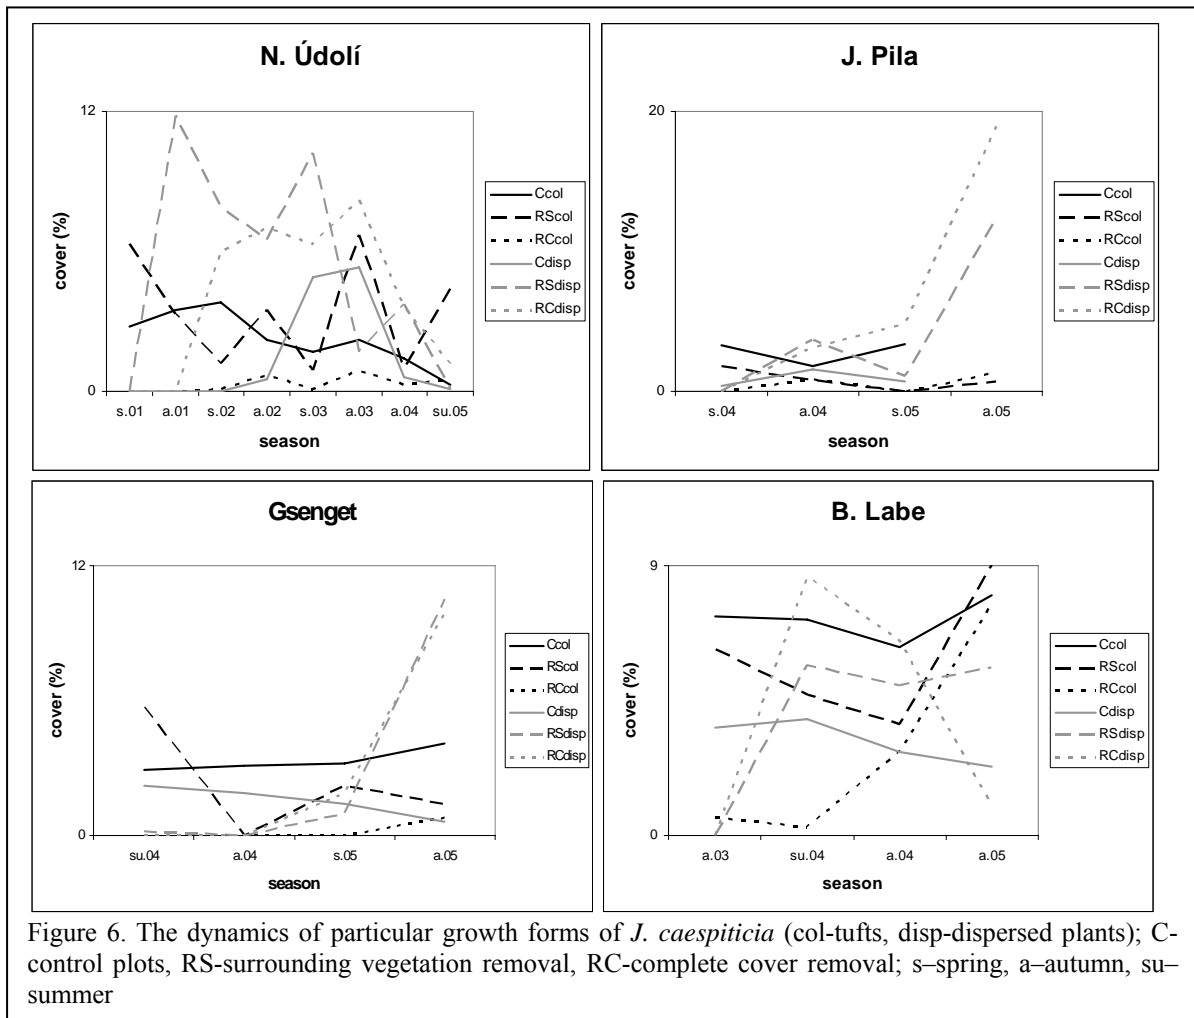 N. Údolí
12
cover (%)
0
s.01 a.01 s.02 a.02 s.03 a.03 a.04 su.05
season
Ccol
RScol
RCcol
Cdisp
RSdisp
RCdisp
J. Pila
20
cover (%)
0
s.04 a.04 s.05 a.05
season
Ccol
RScol
RCcol
Cdisp
RSdisp
RCdisp
Gsenget
12
cover (%)
0
su.04 a.04 s.05 a.05
season
Ccol
RScol
RCcol
Cdisp
RSdisp
RCdisp
B. Labe
9
cover (%)
0
a.03 su.04 a.04 a.05
season
Ccol
RScol
RCcol
Cdisp
RSdisp
RCdisp
Figure 6. The dynamics of particular growth forms of J. caespiticia (col-tufts, disp-dispersed plants); C-
control plots, RS-surrounding vegetation removal, RC-complete cover removal; s–spring, a–autumn, su–
summer